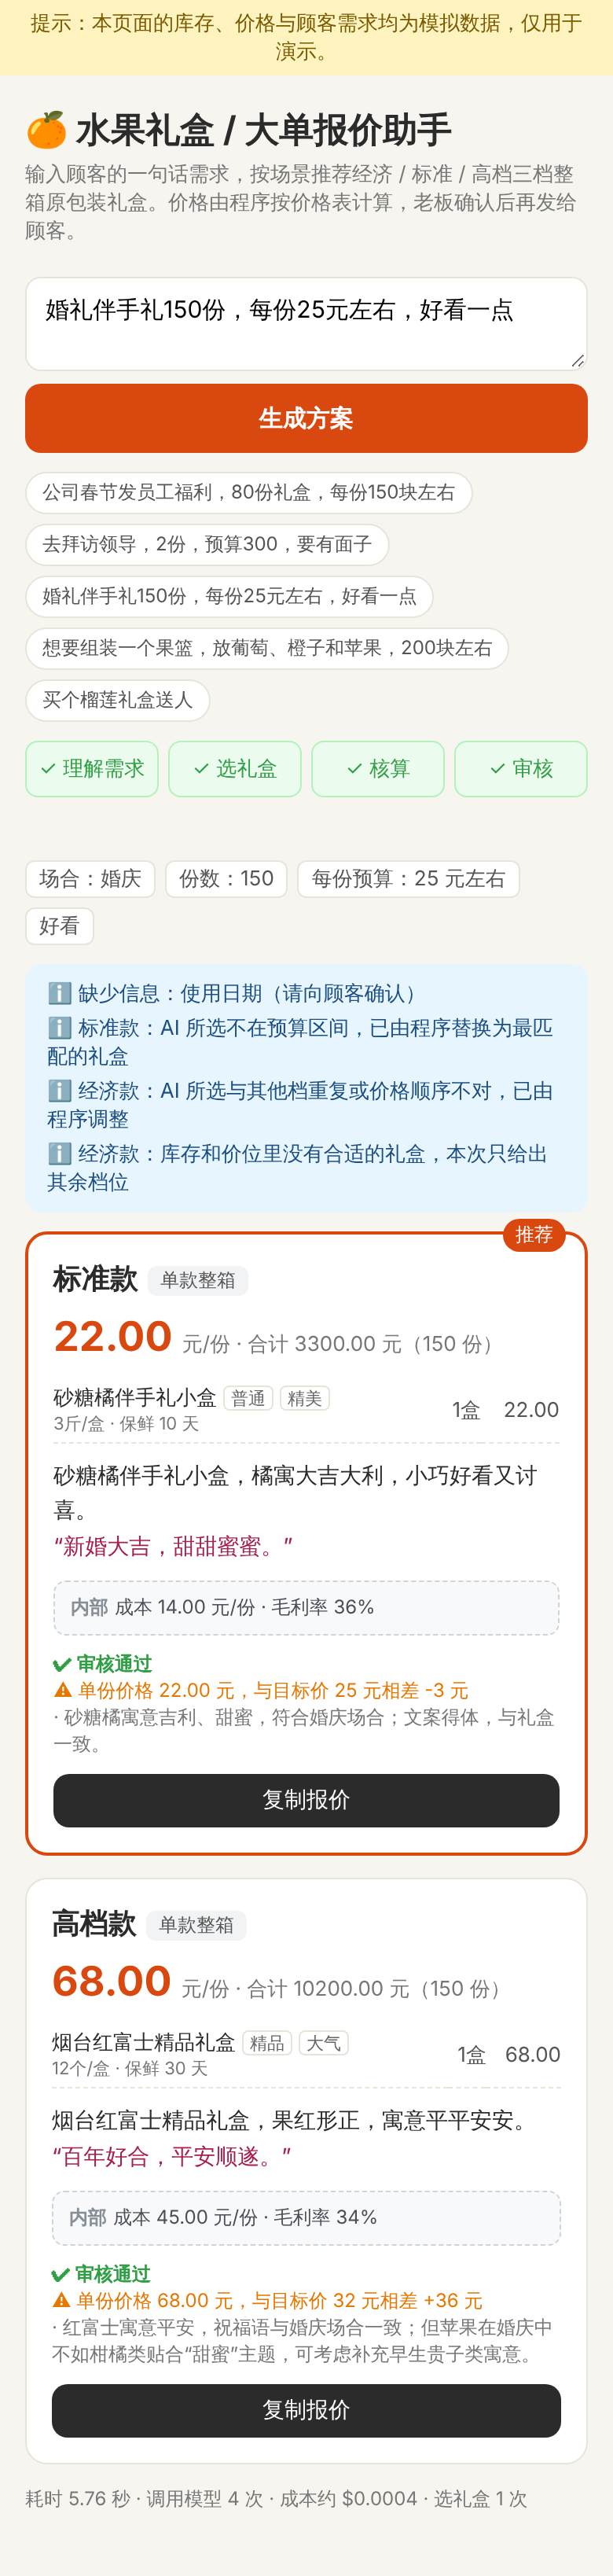 提示：本页面的库存、价格与顾客需求均为模拟数据，仅用于
演示。
🍊 水果礼盒 / 大单报价助手
输入顾客的一句话需求，按场景推荐经济 / 标准 / 高档三档整
箱原包装礼盒。价格由程序按价格表计算，老板确认后再发给
顾客。
婚礼伴手礼150份，每份25元左右，好看一点
生成方案
公司春节发员工福利，80份礼盒，每份150块左右
去拜访领导，2份，预算300，要有面子
婚礼伴手礼150份，每份25元左右，好看一点
想要组装一个果篮，放葡萄、橙子和苹果，200块左右
买个榴莲礼盒送人
✓ 理解需求 ✓ 选礼盒 ✓ 核算 ✓ 审核
场合：婚庆 份数：150 每份预算：25 元左右
好看
ℹ️ 缺少信息：使用日期（请向顾客确认）
ℹ️ 标准款：AI 所选不在预算区间，已由程序替换为最匹
配的礼盒
ℹ️ 经济款：AI 所选与其他档重复或价格顺序不对，已由
程序调整
ℹ️ 经济款：库存和价位里没有合适的礼盒，本次只给出
其余档位
推荐
标准款 单款整箱
22.00 元/份 · 合计 3300.00 元（150 份）
砂糖橘伴手礼小盒 普通 精美 1盒 22.00
3斤/盒 · 保鲜 10 天
砂糖橘伴手礼小盒，橘寓大吉大利，小巧好看又讨
喜。
“新婚大吉，甜甜蜜蜜。”
内部 成本 14.00 元/份 · 毛利率 36%
✔ 审核通过
⚠ 单份价格 22.00 元，与目标价 25 元相差 -3 元
· 砂糖橘寓意吉利、甜蜜，符合婚庆场合；文案得体，与礼盒
一致。
复制报价
高档款 单款整箱
68.00 元/份 · 合计 10200.00 元（150 份）
烟台红富士精品礼盒 精品 大气 1盒 68.00
12个/盒 · 保鲜 30 天
烟台红富士精品礼盒，果红形正，寓意平平安安。
“百年好合，平安顺遂。”
内部 成本 45.00 元/份 · 毛利率 34%
✔ 审核通过
⚠ 单份价格 68.00 元，与目标价 32 元相差 +36 元
· 红富士寓意平安，祝福语与婚庆场合一致；但苹果在婚庆中
不如柑橘类贴合“甜蜜”主题，可考虑补充早生贵子类寓意。
复制报价
耗时 5.76 秒 · 调用模型 4 次 · 成本约 $0.0004 · 选礼盒 1 次